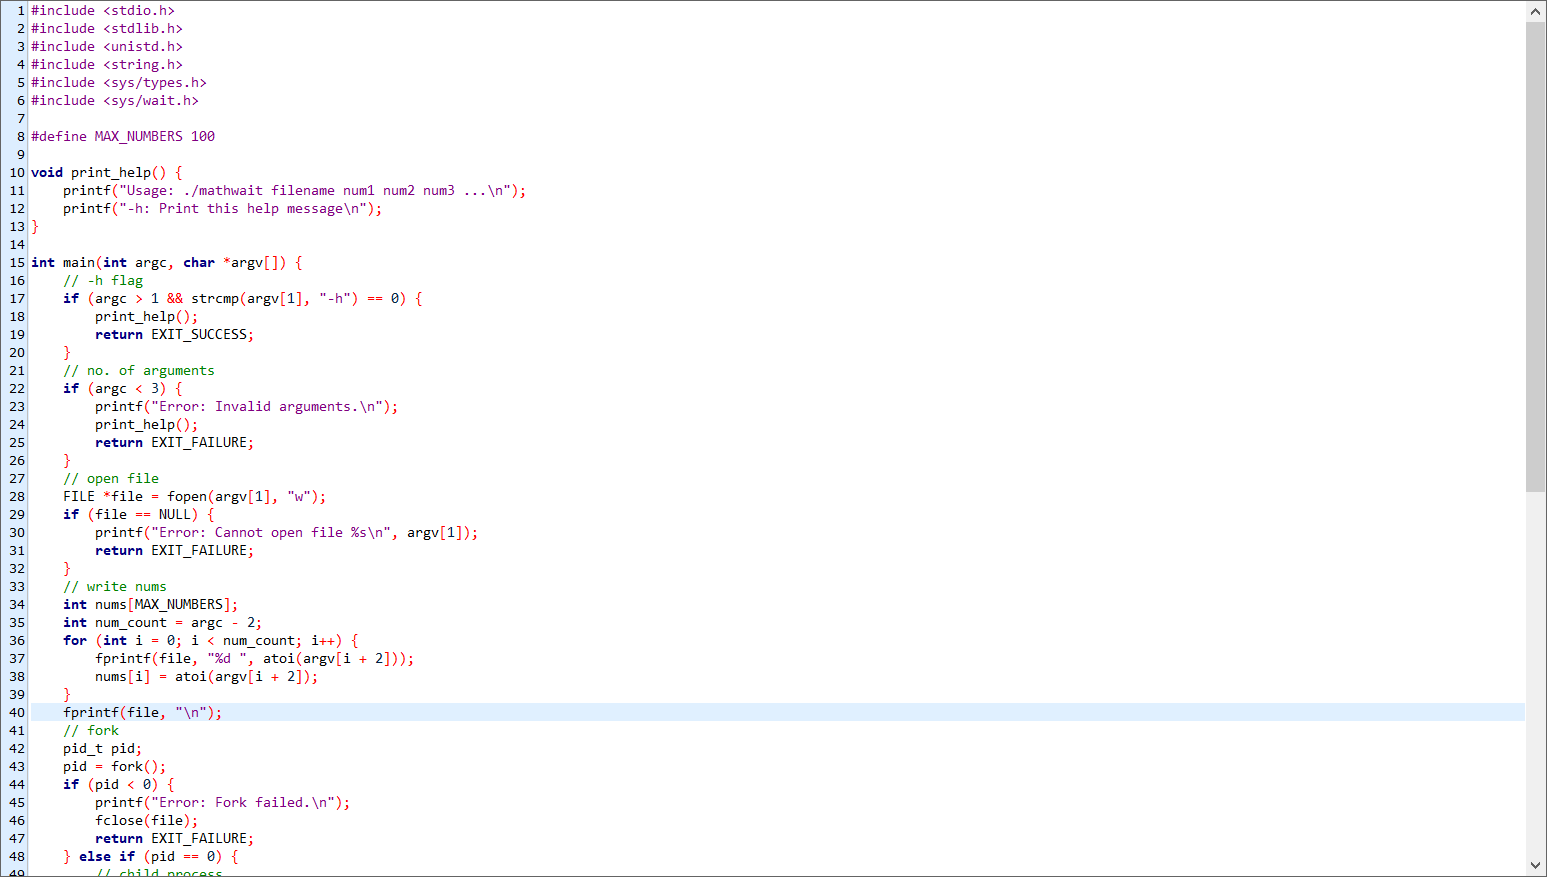 1 #include <stdio.h>
2 #include <stdlib.h>
3 #include <unistd.h>
4 #include <string.h>
5 #include <sys/types.h>
6 #include <sys/wait.h>
7
8 #define MAX_NUMBERS 100
9
10 void print_help() {
11     printf("Usage: ./mathwait filename num1 num2 num3 ...\n");
12     printf("-h: Print this help message\n");
13 }
14
15 int main(int argc, char *argv[]) {
16     // -h flag
17     if (argc > 1 && strcmp(argv[1], "-h") == 0) {
18         print_help();
19         return EXIT_SUCCESS;
20     }
21     // no. of arguments
22     if (argc < 3) {
23         printf("Error: Invalid arguments.\n");
24         print_help();
25         return EXIT_FAILURE;
26     }
27     // open file
28     FILE *file = fopen(argv[1], "w");
29     if (file == NULL) {
30         printf("Error: Cannot open file %s\n", argv[1]);
31         return EXIT_FAILURE;
32     }
33     // write nums
34     int nums[MAX_NUMBERS];
35     int num_count = argc - 2;
36     for (int i = 0; i < num_count; i++) {
37         fprintf(file, "%d ", atoi(argv[i + 2]));
38         nums[i] = atoi(argv[i + 2]);
39     }
40     fprintf(file, "\n");
41     // fork
42     pid_t pid;
43     pid = fork();
44     if (pid < 0) {
45         printf("Error: Fork failed.\n");
46         fclose(file);
47         return EXIT_FAILURE;
48     } else if (pid == 0) {
49         // child process